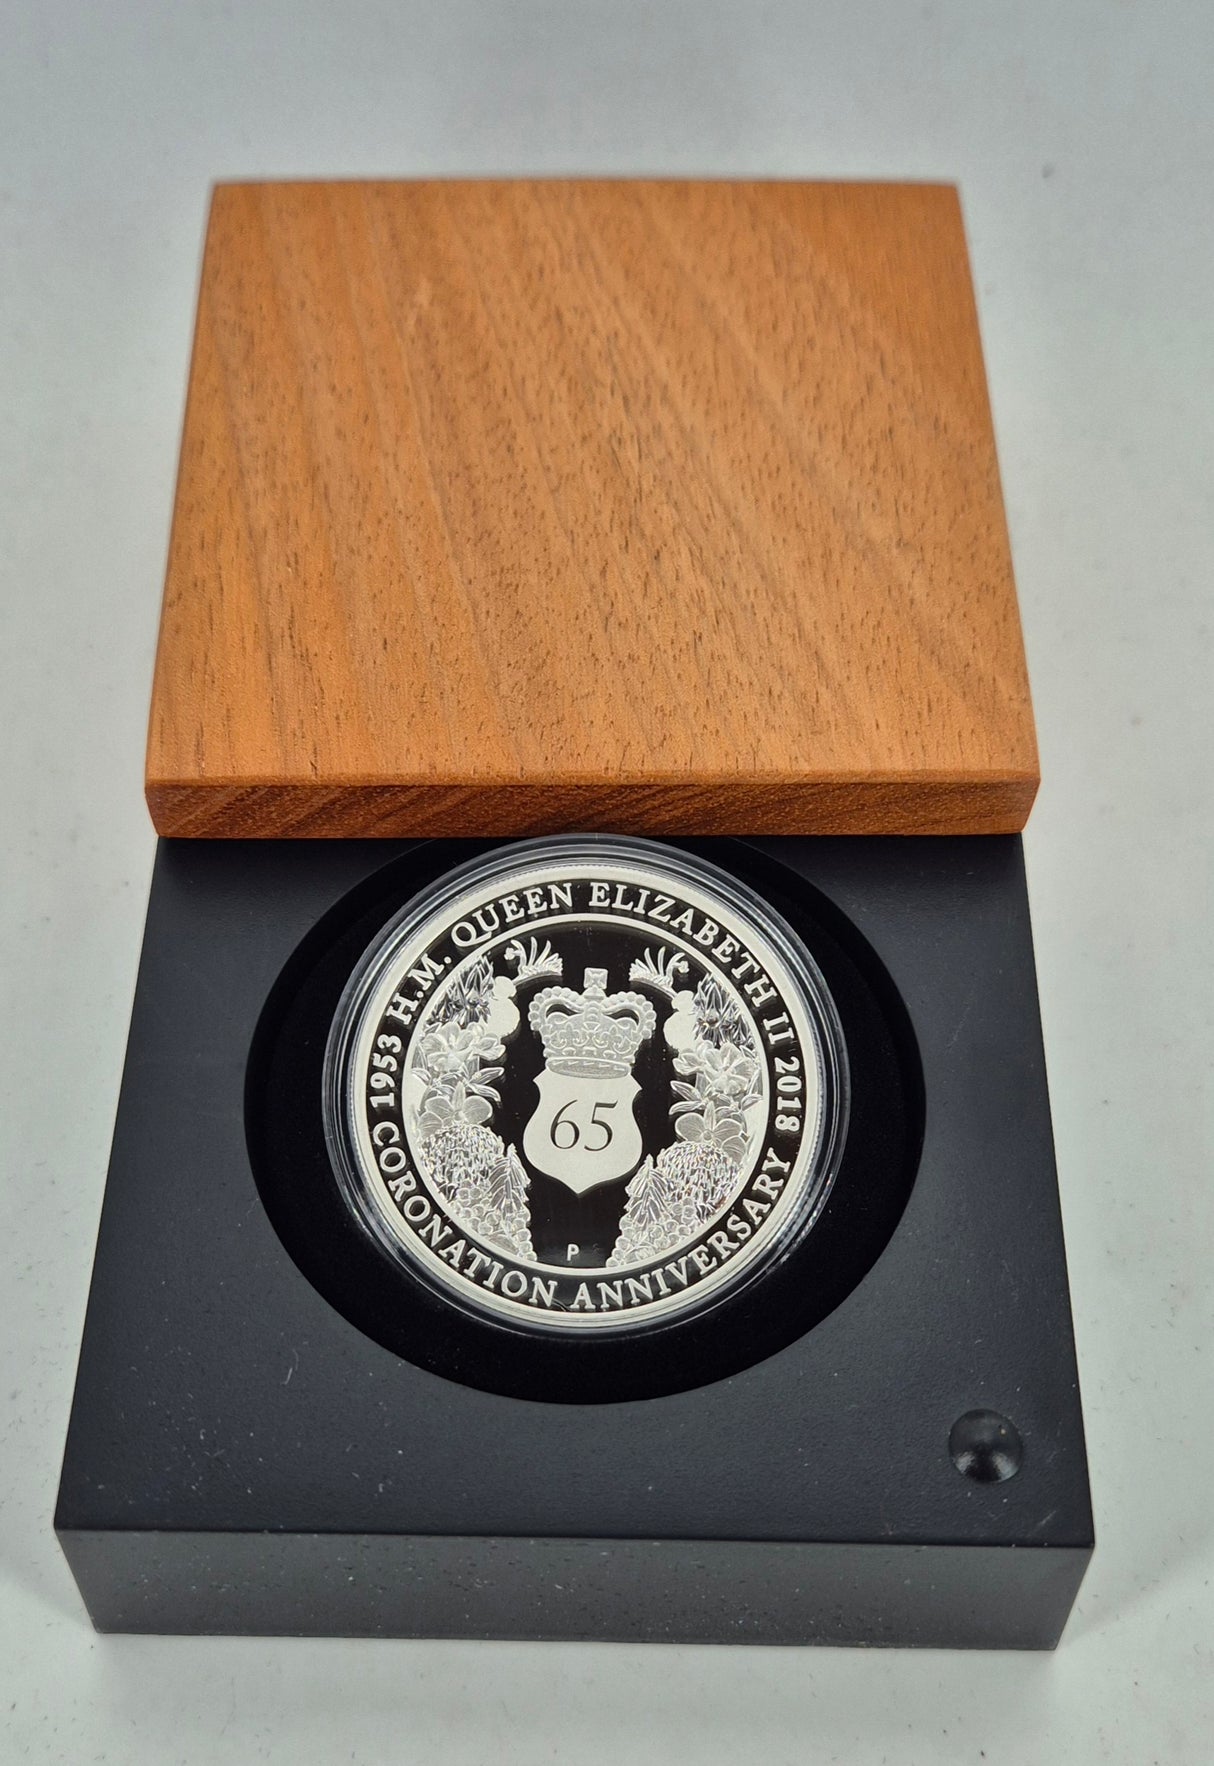 1953 H.M. QUEEN ELIZABETH II 2018
CORONATION ANNIVERSARY
65
P